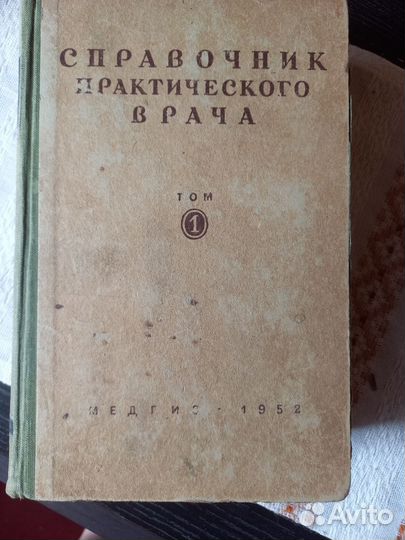 СПРАВОЧНИК
ПРАКТИЧЕСКОГО
ВРАЧА
ТОМ
1
МЕДГИЗ · 1952
Avito